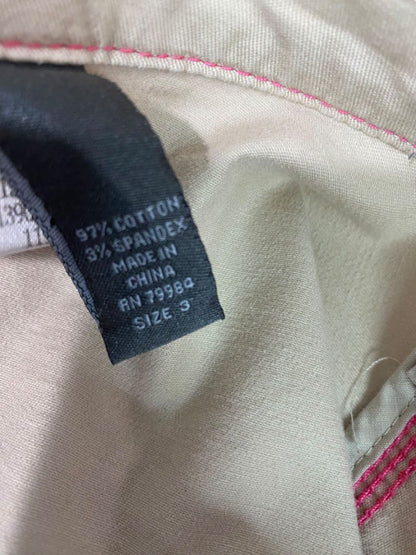 97% COTTON
3% SPANDEX
MADE IN
CHINA
RN 79984
SIZE 3